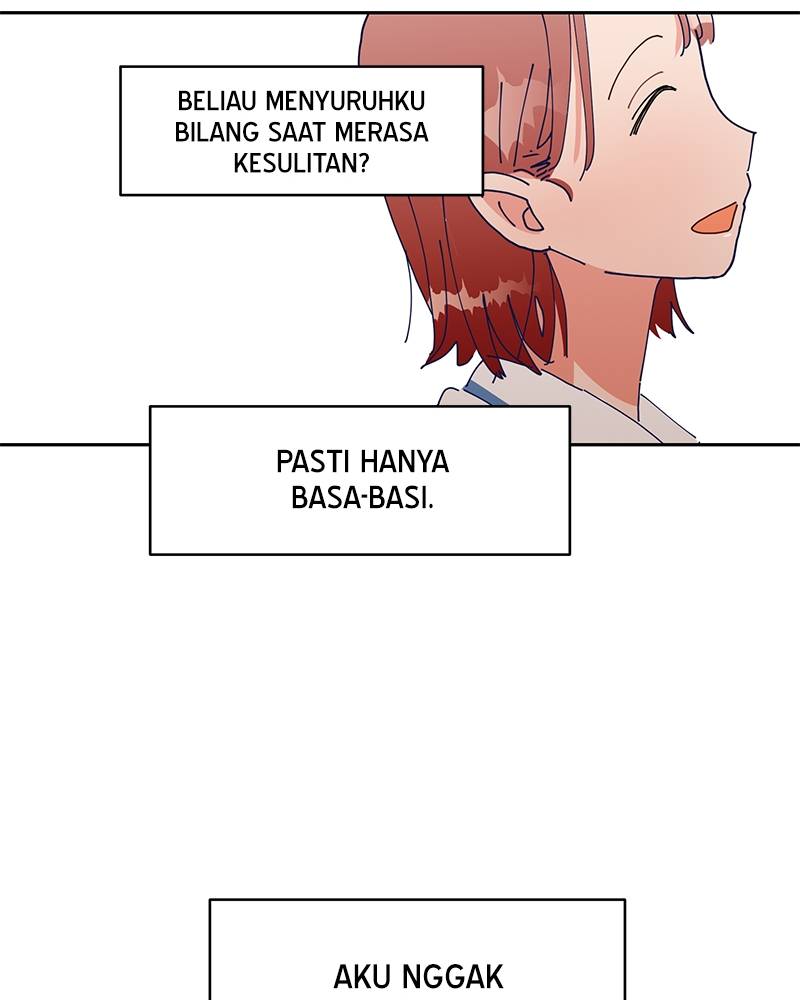 BELIAU MENYURUHKU
BILANG SAAT MERASA
KESULITAN?
PASTI HANYA
BASA-BASI.
AKU NGGAK